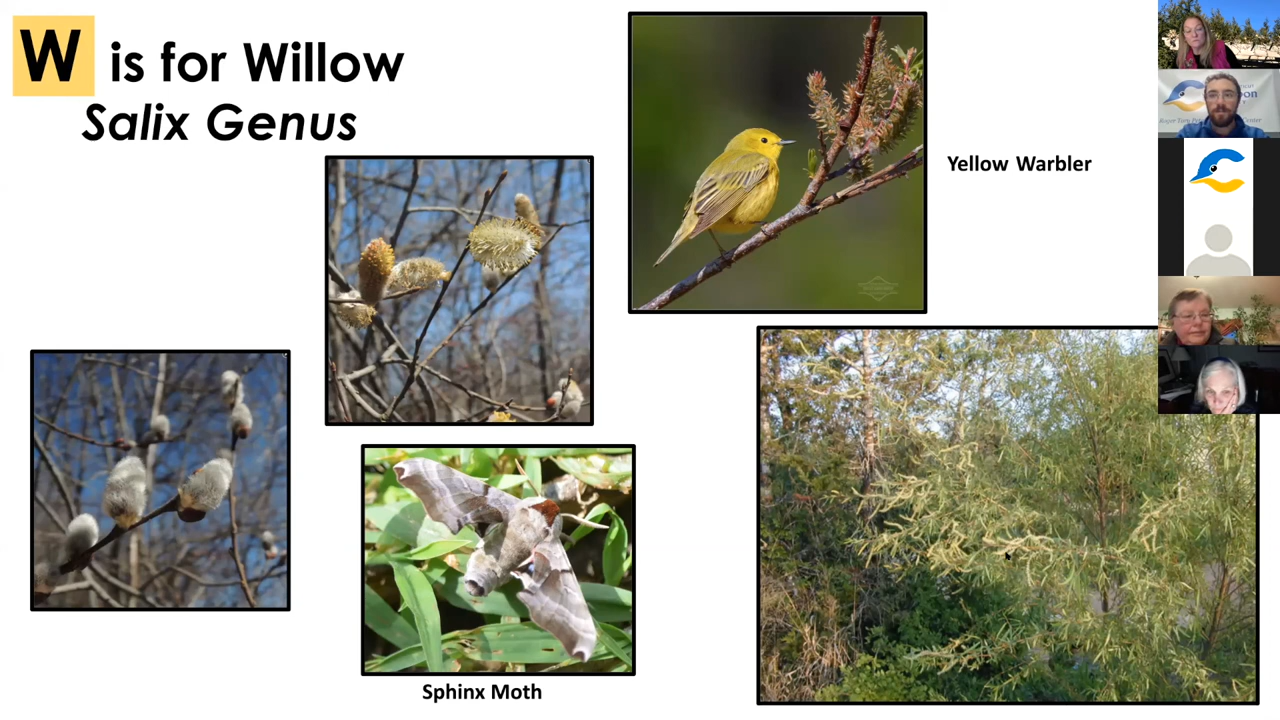 W is for Willow
Salix Genus
Yellow Warbler
Sphinx Moth